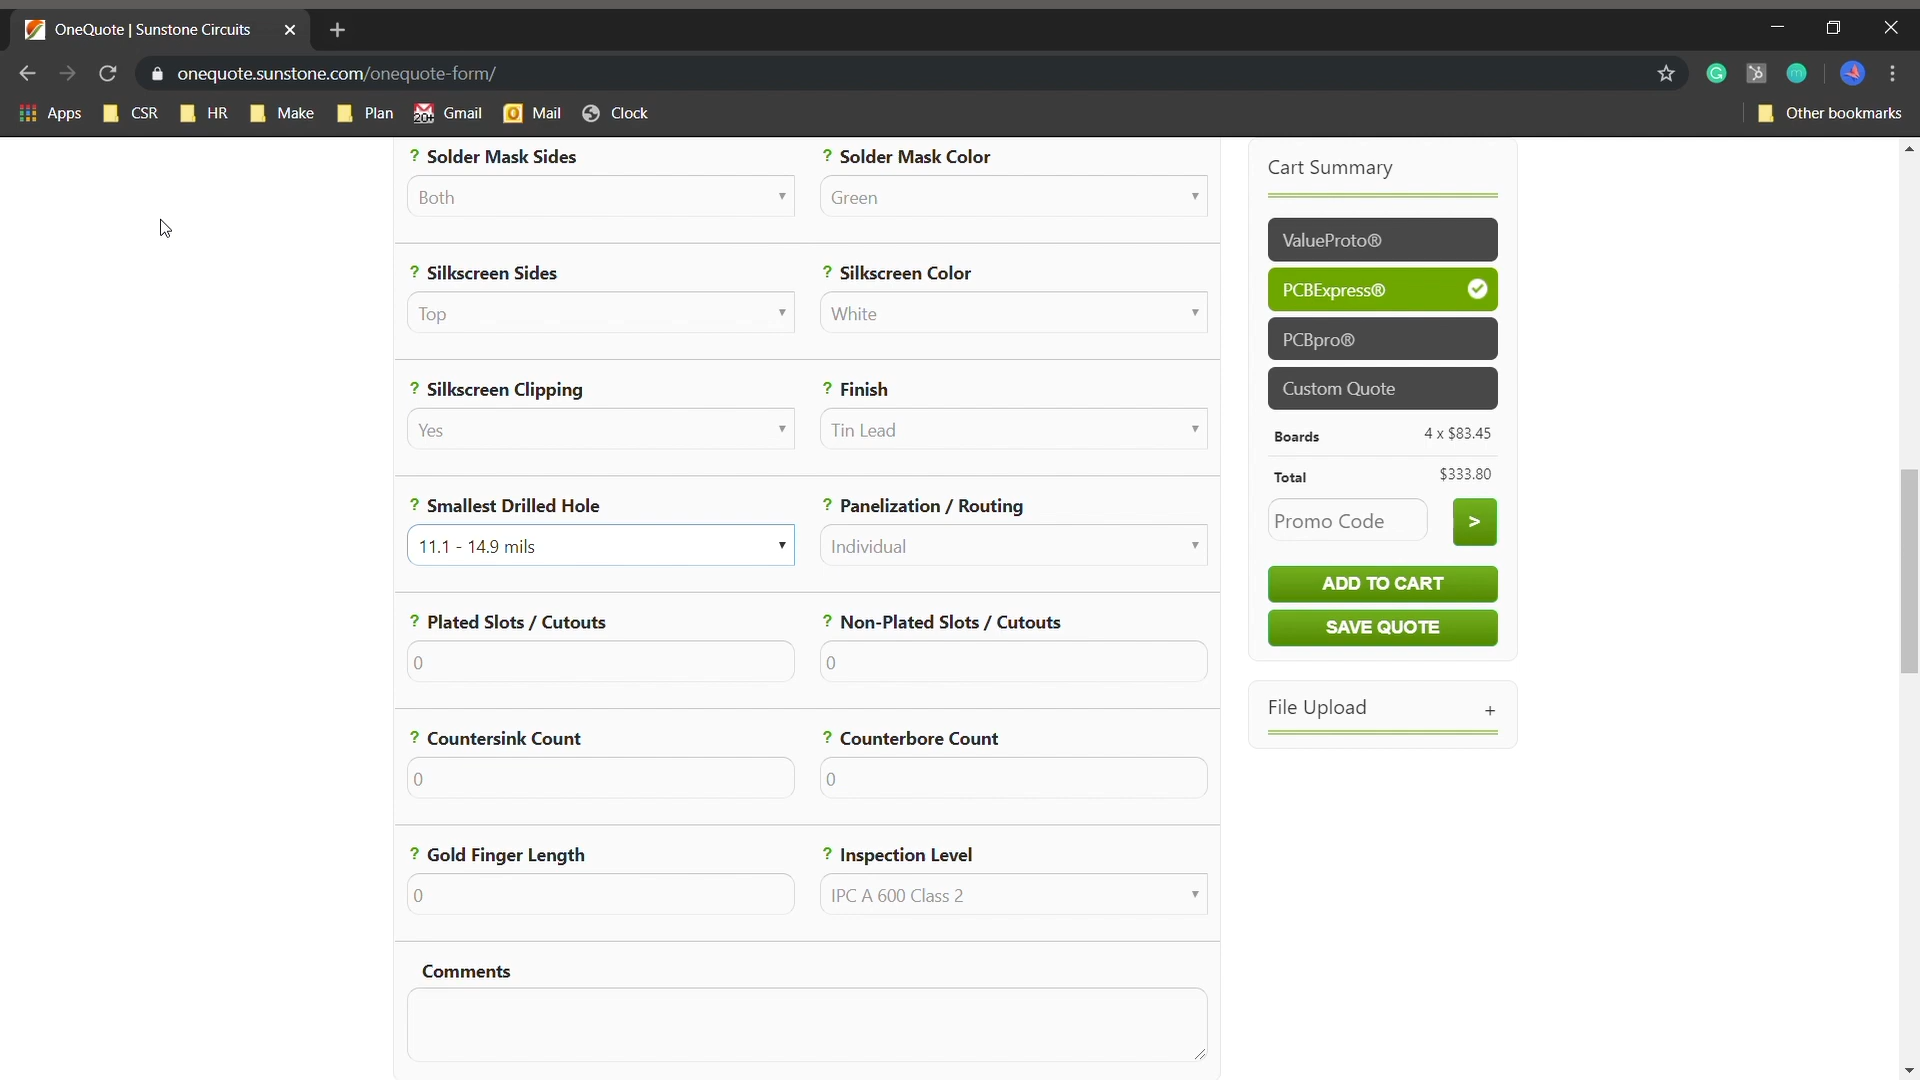 OneQuote | Sunstone Circuits
onequote.sunstone.com/onequote-form/
Apps CSR HR Make Plan 20+ Gmail Mail Clock Other bookmarks
? Solder Mask Sides
Both
? Solder Mask Color
Green
? Silkscreen Sides
Top
? Silkscreen Color
White
? Silkscreen Clipping
Yes
? Finish
Tin Lead
? Smallest Drilled Hole
11.1 - 14.9 mils
? Panelization / Routing
Individual
? Plated Slots / Cutouts
0
? Non-Plated Slots / Cutouts
0
? Countersink Count
0
? Counterbore Count
0
? Gold Finger Length
0
? Inspection Level
IPC A 600 Class 2
Comments
Cart Summary
ValueProto®
PCBExpress®
PCBpro®
Custom Quote
Boards 4 x $83.45
Total $333.80
Promo Code >
ADD TO CART
SAVE QUOTE
File Upload +